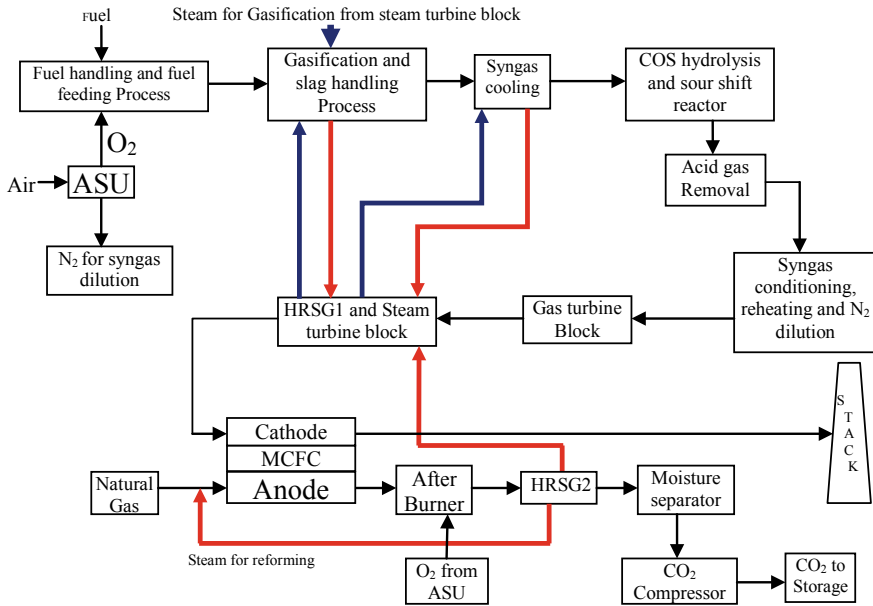 Fuel
Steam for Gasification from steam turbine block
Fuel handling and fuel
feeding Process
Gasification and
slag handling
Process
Syngas
cooling
COS hydrolysis
and sour shift
reactor
O₂
Air
ASU
Acid gas
Removal
N₂ for syngas
dilution
Syngas
conditioning,
reheating and N₂
dilution
HRSG1 and Steam
turbine block
Gas turbine
Block
STACK
Cathode
MCFC
Anode
Natural
Gas
After
Burner
HRSG2
Moisture
separator
Steam for reforming
O₂ from
ASU
CO₂
Compressor
CO₂ to
Storage